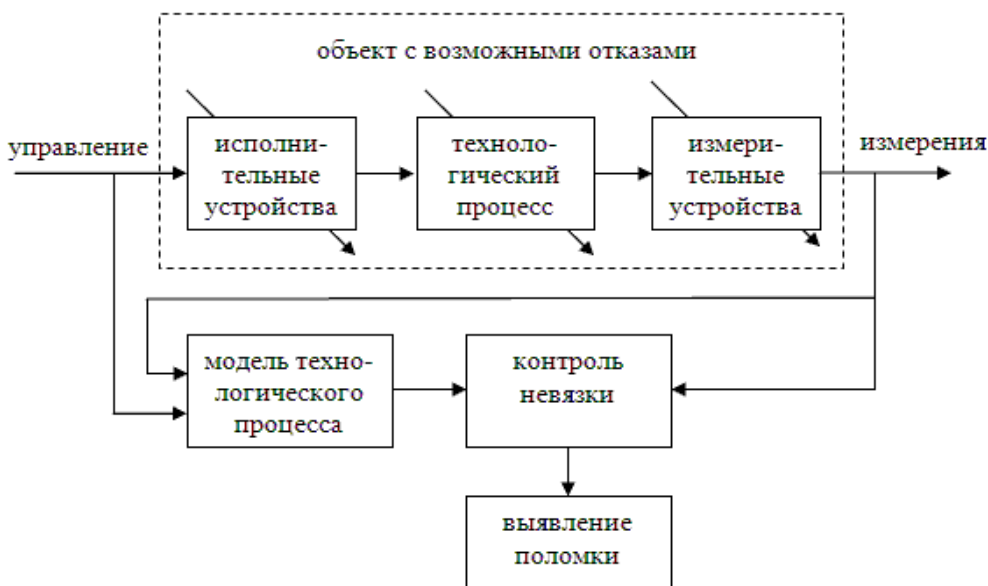 объект с возможными отказами
управление
исполни-
тельные
устройства
техноло-
гический
процесс
измери-
тельные
устройства
измерения
модель техно-
логического
процесса
контроль
невязки
выявление
поломки